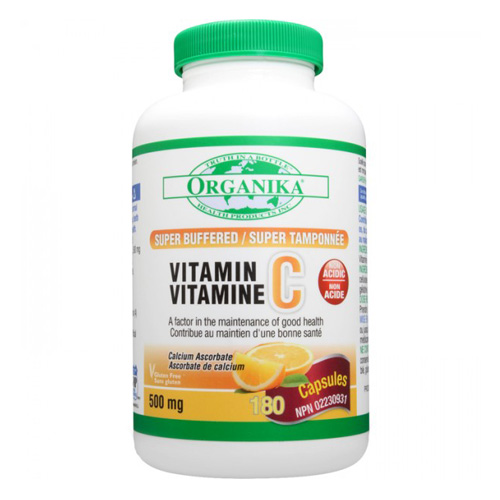 TRUTH IN A BOTTLE
ORGANIKA®
HEALTH PRODUCTS INC.
SUPER BUFFERED / SUPER TAMPONNÉE
VITAMIN
VITAMINE C
NON
ACIDIC
NON
ACIDE
A factor in the maintenance of good health
Contribue au maintien d'une bonne santé
Calcium Ascorbate
Ascorbate de calcium
Gluten Free
Sans gluten
500 mg
180 Capsules
NPN 02230931